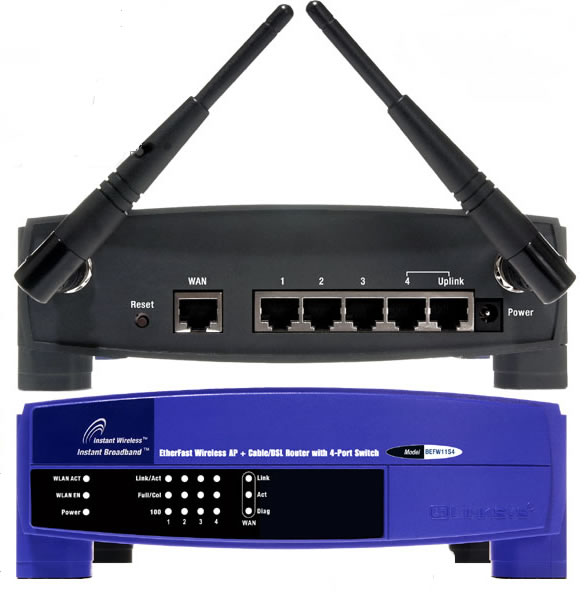 WAN 1 2 3 4 Uplink
Reset
Power
Instant Wireless™
Instant Broadband™
EtherFast Wireless AP + Cable/DSL Router with 4-Port Switch
Model BEFW11S4
WLAN ACT Link/Act Link
WLAN EN Full/Col Act
Power 100 Diag
1 2 3 4 WAN
LINKSYS®